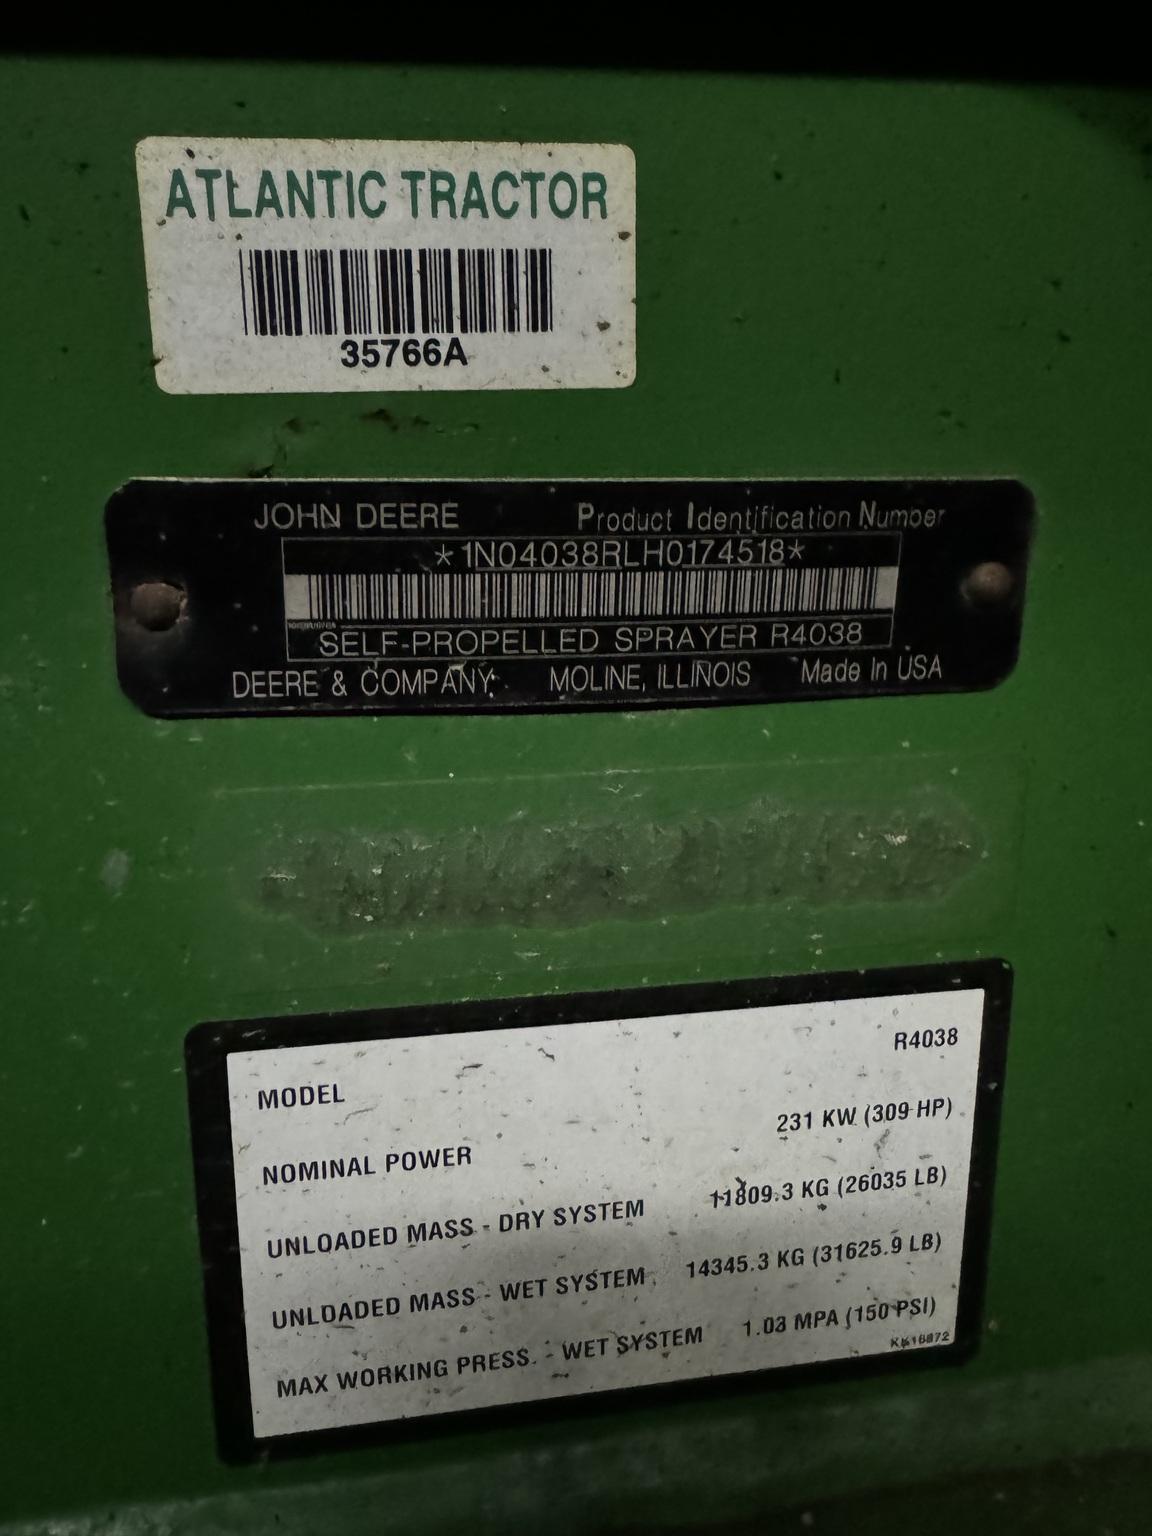 ATLANTIC TRACTOR
35766A
JOHN DEERE Product Identification Number
*1N04038RLH0174518*
SELF-PROPELLED SPRAYER R4038
DEERE & COMPANY MOLINE, ILLINOIS Made In USA
MODEL R4038
NOMINAL POWER 231 KW (309 HP)
UNLOADED MASS - DRY SYSTEM 11809.3 KG (26035 LB)
UNLOADED MASS - WET SYSTEM 14345.3 KG (31625.9 LB)
MAX WORKING PRESS. - WET SYSTEM 1.03 MPA (150 PSI)